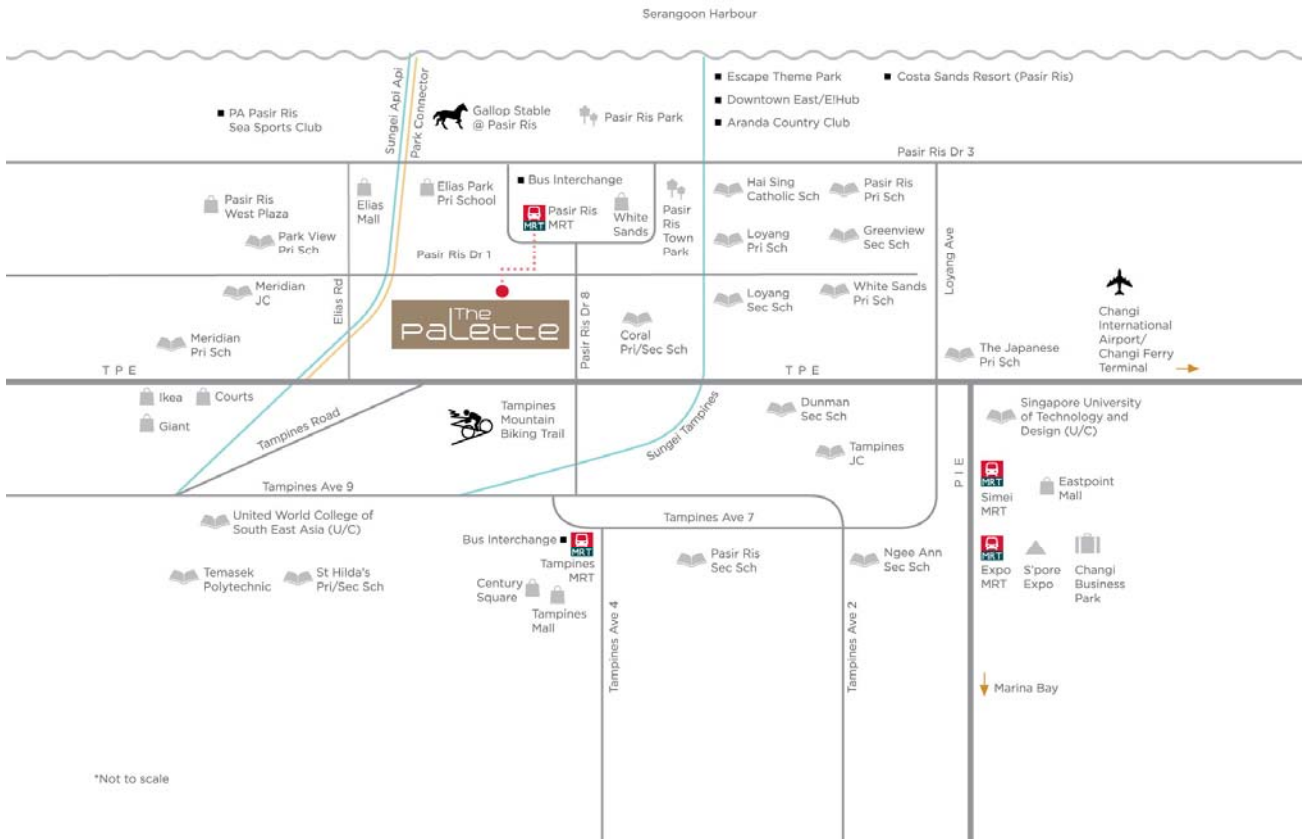 Serangoon Harbour
Escape Theme Park
Costa Sands Resort (Pasir Ris)
Downtown East/E!Hub
Aranda Country Club
PA Pasir Ris
Sea Sports Club
Sungei Api Api
Park Connector
Gallop Stable
@ Pasir Ris
Pasir Ris Park
Pasir Ris Dr 3
Pasir Ris
West Plaza
Park View
Pri Sch
Elias
Mall
Elias Park
Pri School
Bus Interchange
MRT
Pasir Ris
MRT
White
Sands
Pasir
Ris
Town
Park
Hai Sing
Catholic Sch
Pasir Ris
Pri Sch
Loyang
Pri Sch
Greenview
Sec Sch
Pasir Ris Dr 1
Meridian
JC
Meridian
Pri Sch
Elias Rd
The
Palette
Pasir Ris Dr 8
Coral
Pri/Sec Sch
Loyang
Sec Sch
White Sands
Pri Sch
Loyang Ave
The Japanese
Pri Sch
Changi
International
Airport/
Changi Ferry
Terminal
TPE
TPE
Ikea
Courts
Giant
Tampines Road
Tampines
Mountain
Biking Trail
Sungei Tampines
Dunman
Sec Sch
Tampines
JC
PIE
Singapore University
of Technology and
Design (U/C)
MRT
Simei
MRT
Eastpoint
Mall
Tampines Ave 9
United World College of
South East Asia (U/C)
Temasek
Polytechnic
St Hilda's
Pri/Sec Sch
Tampines Ave 7
Bus Interchange
MRT
Tampines
MRT
Century
Square
Tampines
Mall
Tampines Ave 4
Pasir Ris
Sec Sch
Tampines Ave 2
Ngee Ann
Sec Sch
MRT
Expo
MRT
S'pore
Expo
Changi
Business
Park
Marina Bay
*Not to scale